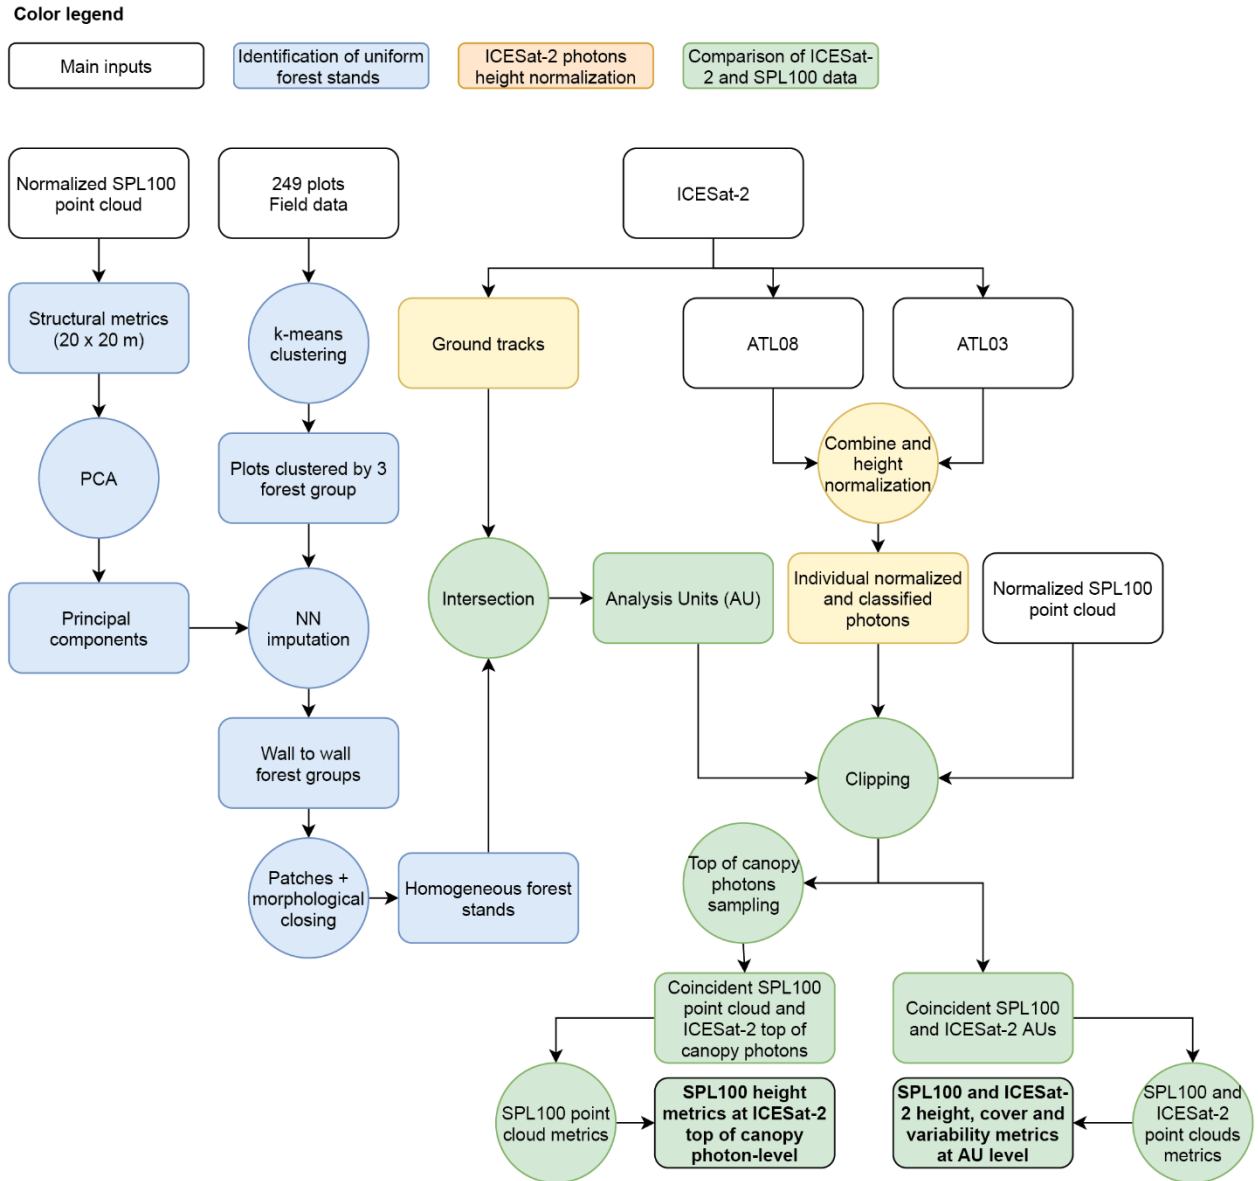 Color legend
Main inputs
Identification of uniform
forest stands
ICESat-2 photons
height normalization
Comparison of ICESat-
2 and SPL100 data
Normalized SPL100
point cloud
249 plots
Field data
ICESat-2
Structural metrics
(20 x 20 m)
k-means
clustering
Ground tracks
ATL08
ATL03
PCA
Plots clustered by 3
forest group
Combine and
height
normalization
Principal
components
NN
imputation
Intersection
Analysis Units (AU)
Individual normalized
and classified
photons
Normalized SPL100
point cloud
Wall to wall
forest groups
Clipping
Patches +
morphological
closing
Homogeneous forest
stands
Top of canopy
photons
sampling
Coincident SPL100
point cloud and
ICESat-2 top of
canopy photons
Coincident SPL100
and ICESat-2 AUs
SPL100 point
cloud metrics
SPL100 height
metrics at ICESat-2
top of canopy
photon-level
SPL100 and ICESat-
2 height, cover and
variability metrics
at AU level
SPL100 and
ICESat-2
point clouds
metrics